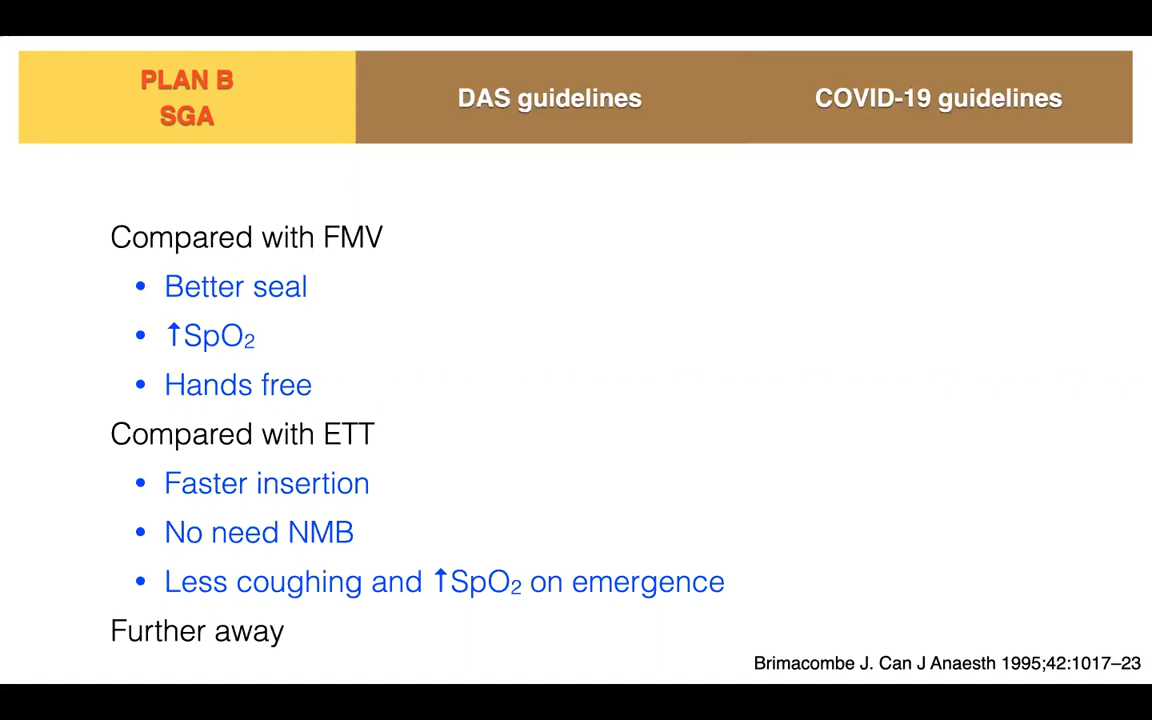 PLAN B
SGA
DAS guidelines
COVID-19 guidelines
Compared with FMV
• Better seal
• ↑SpO₂
• Hands free
Compared with ETT
• Faster insertion
• No need NMB
• Less coughing and ↑SpO₂ on emergence
Further away
Brimacombe J. Can J Anaesth 1995;42:1017–23